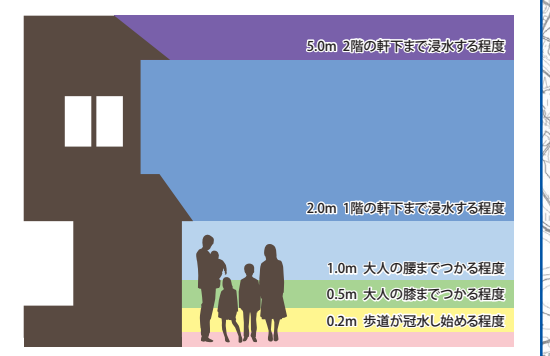 5.0m 2階の軒下まで浸水する程度
2.0m 1階の軒下まで浸水する程度
1.0m 大人の腰までつかる程度
0.5m 大人の膝までつかる程度
0.2m 歩道が冠水し始める程度